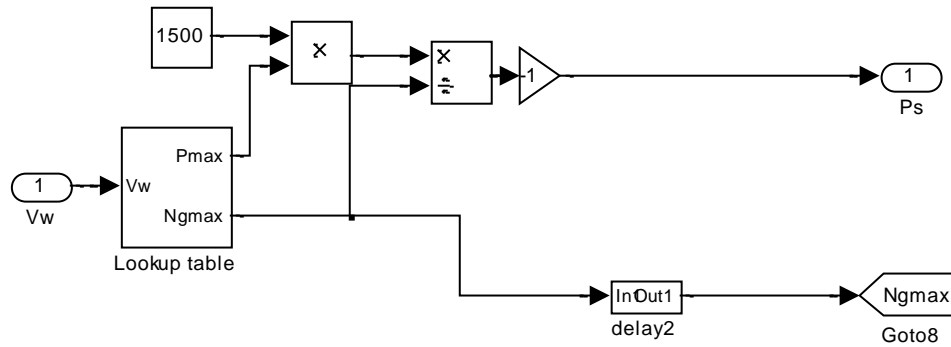 1500
X
X
÷
-1
1
Ps
Pmax
Vw
Ngmax
1
Vw
Lookup table
In1Out1
delay2
Ngmax
Goto8